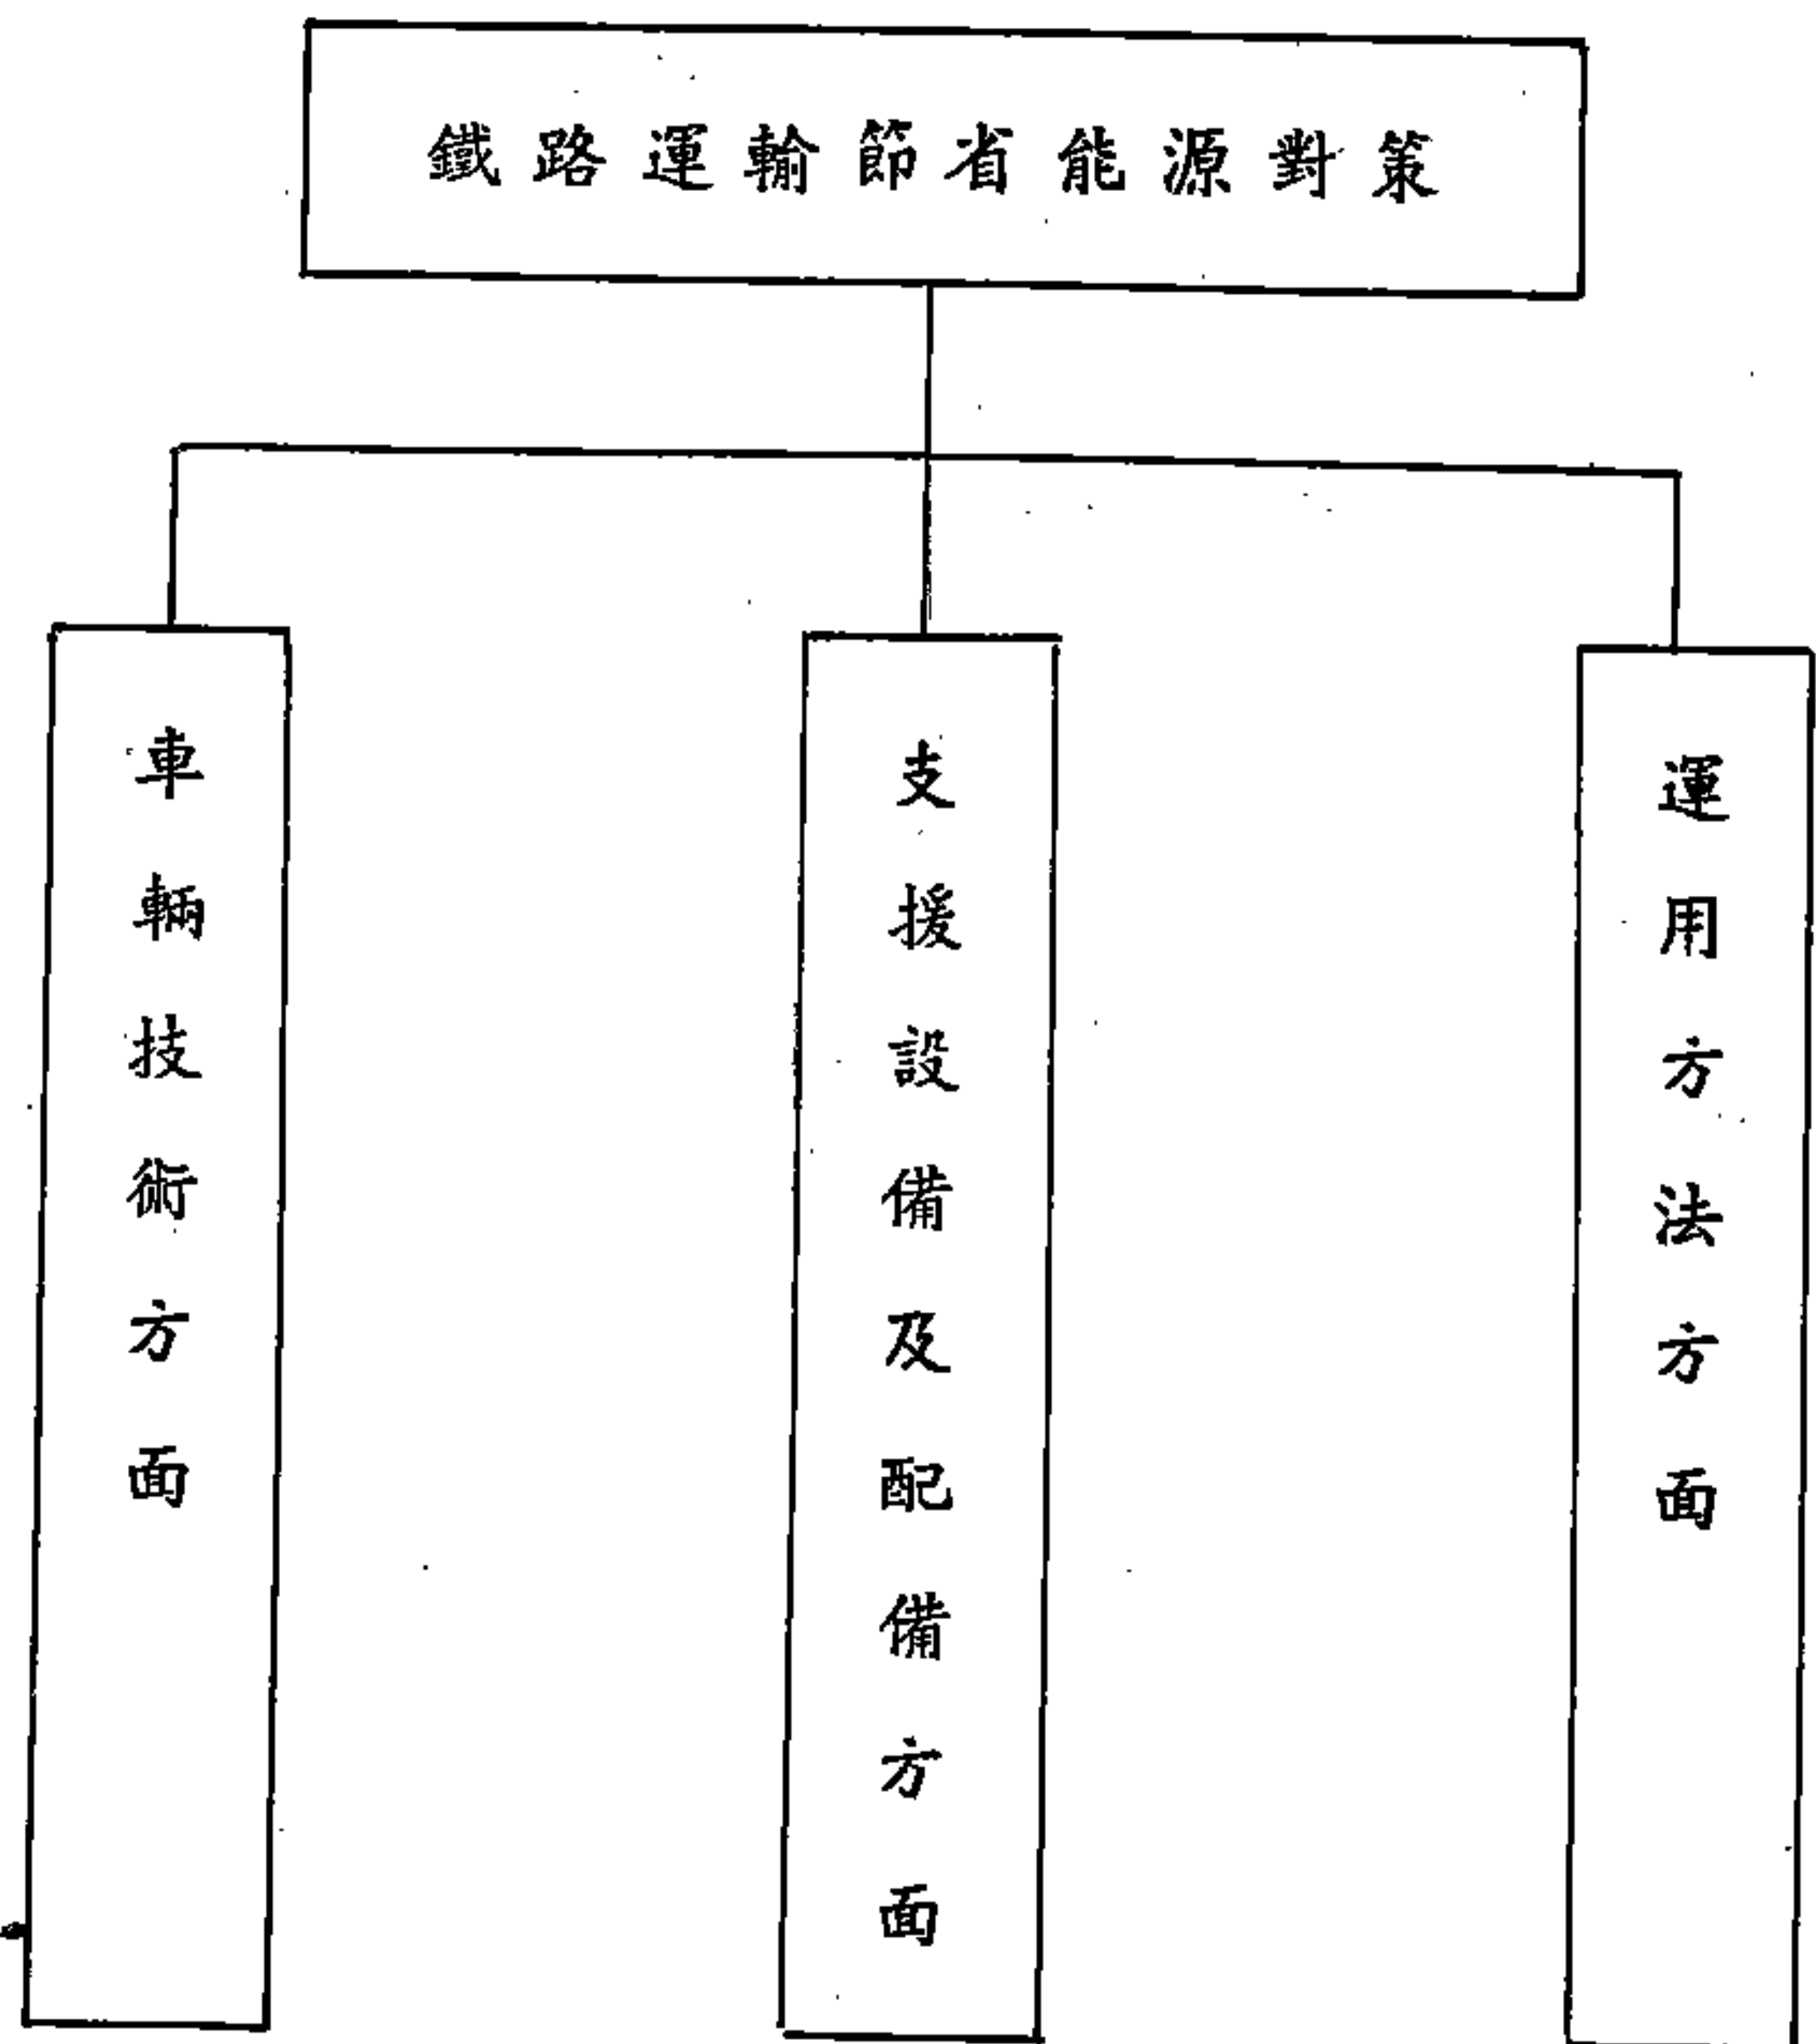 鐵路運輸節省能源對策
車輛技術方面
支援設備及配備方面
運用方法方面